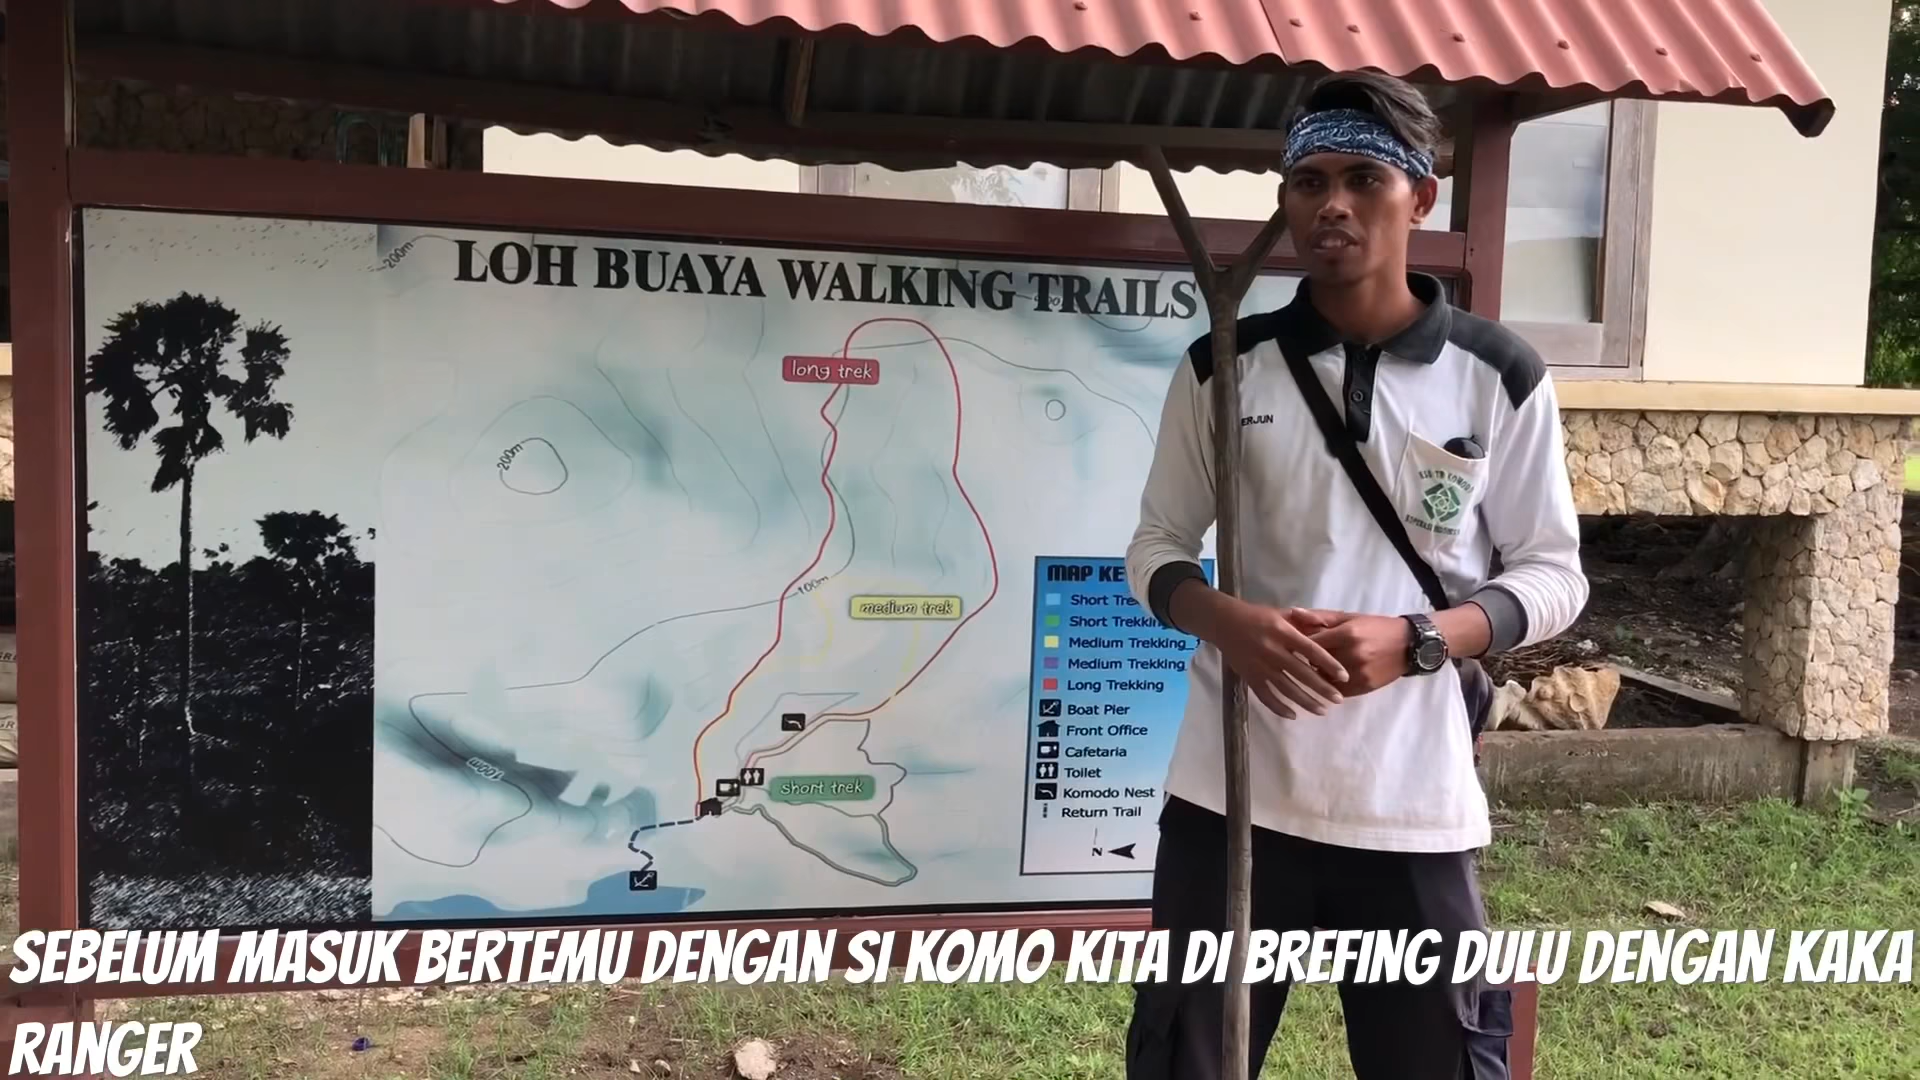 LOH BUAYA WALKING TRAILS
200m
200m
long trek
100m
medium trek
short trek
100m
MAP KE
Short Tre
Short Trekkin
Medium Trekking_
Medium Trekking
Long Trekking
Boat Pier
Front Office
Cafetaria
Toilet
Komodo Nest
Return Trail
N
ERJUN
SEBELUM MASUK BERTEMU DENGAN SI KOMO KITA DI BREFING DULU DENGAN KAKA
RANGER